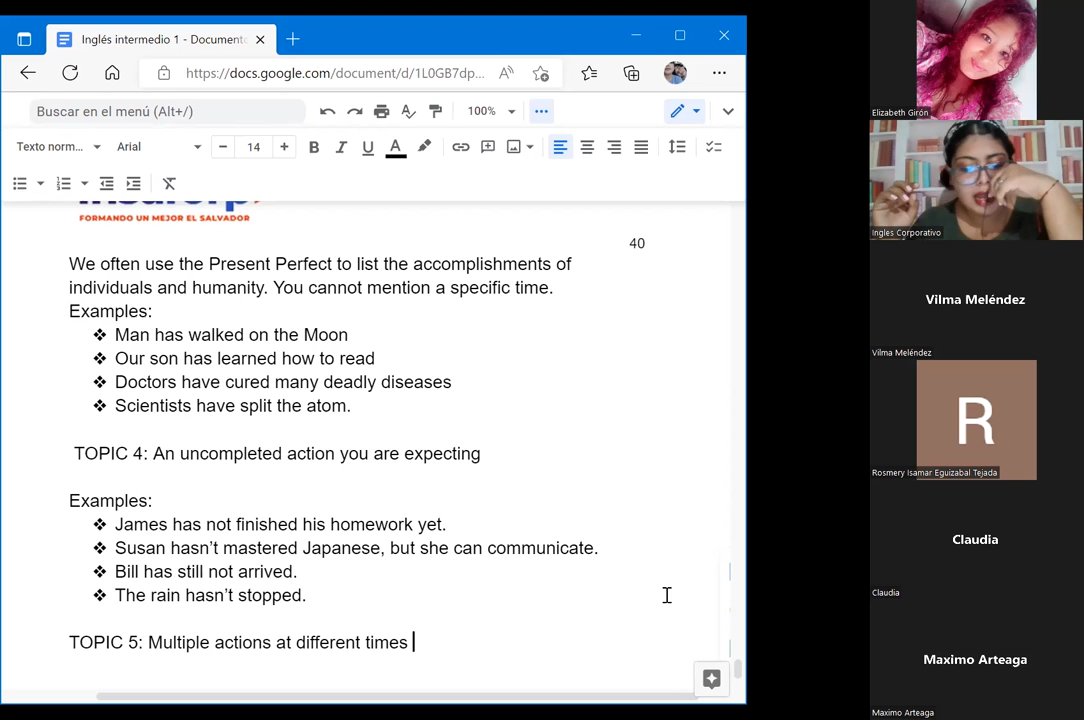 Inglés intermedio 1 - Documento
https://docs.google.com/document/d/1L0GB7dp...
Buscar en el menú (Alt+/)
100%
Texto norm...
Arial
14
FORMANDO UN MEJOR EL SALVADOR
40
We often use the Present Perfect to list the accomplishments of
individuals and humanity. You cannot mention a specific time.
Examples:
❖ Man has walked on the Moon
❖ Our son has learned how to read
❖ Doctors have cured many deadly diseases
❖ Scientists have split the atom.
TOPIC 4: An uncompleted action you are expecting
Examples:
❖ James has not finished his homework yet.
❖ Susan hasn’t mastered Japanese, but she can communicate.
❖ Bill has still not arrived.
❖ The rain hasn’t stopped.
TOPIC 5: Multiple actions at different times
Elizabeth Girón
Ingles Corporativo
Vilma Meléndez
Vilma Meléndez
R
Rosmery Isamar Eguizabal Tejada
Claudia
Claudia
Maximo Arteaga
Maximo Arteaga